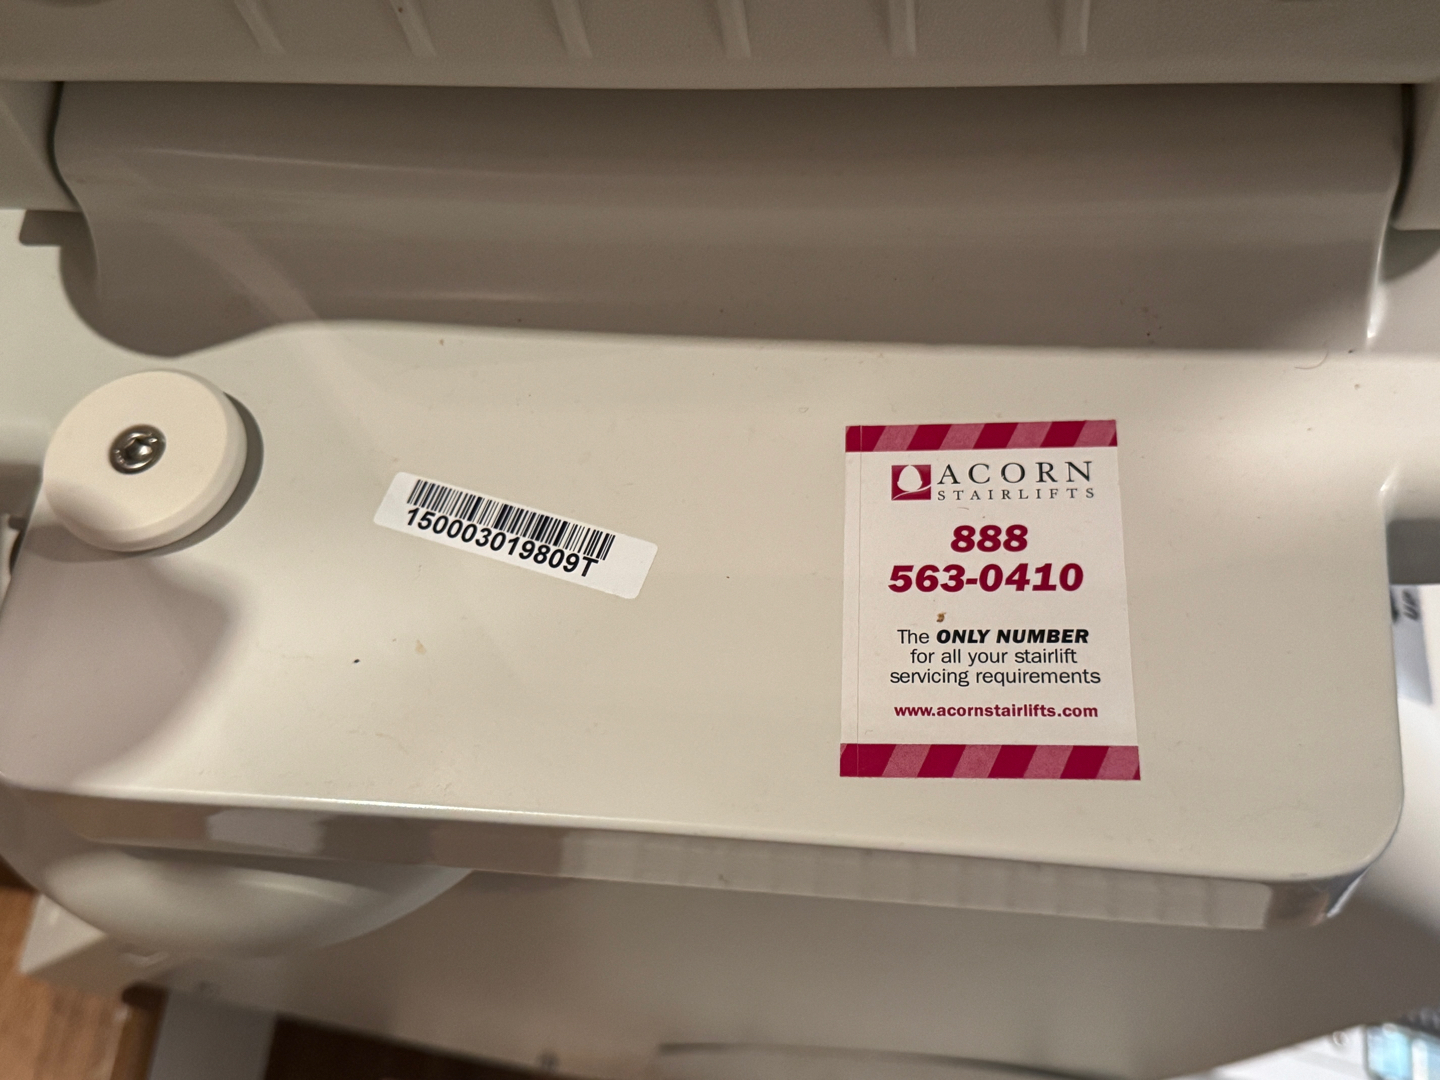 150003019809T
ACORN
STAIRLIFTS
888
563-0410
The ONLY NUMBER
for all your stairlift
servicing requirements
www.acornstairlifts.com